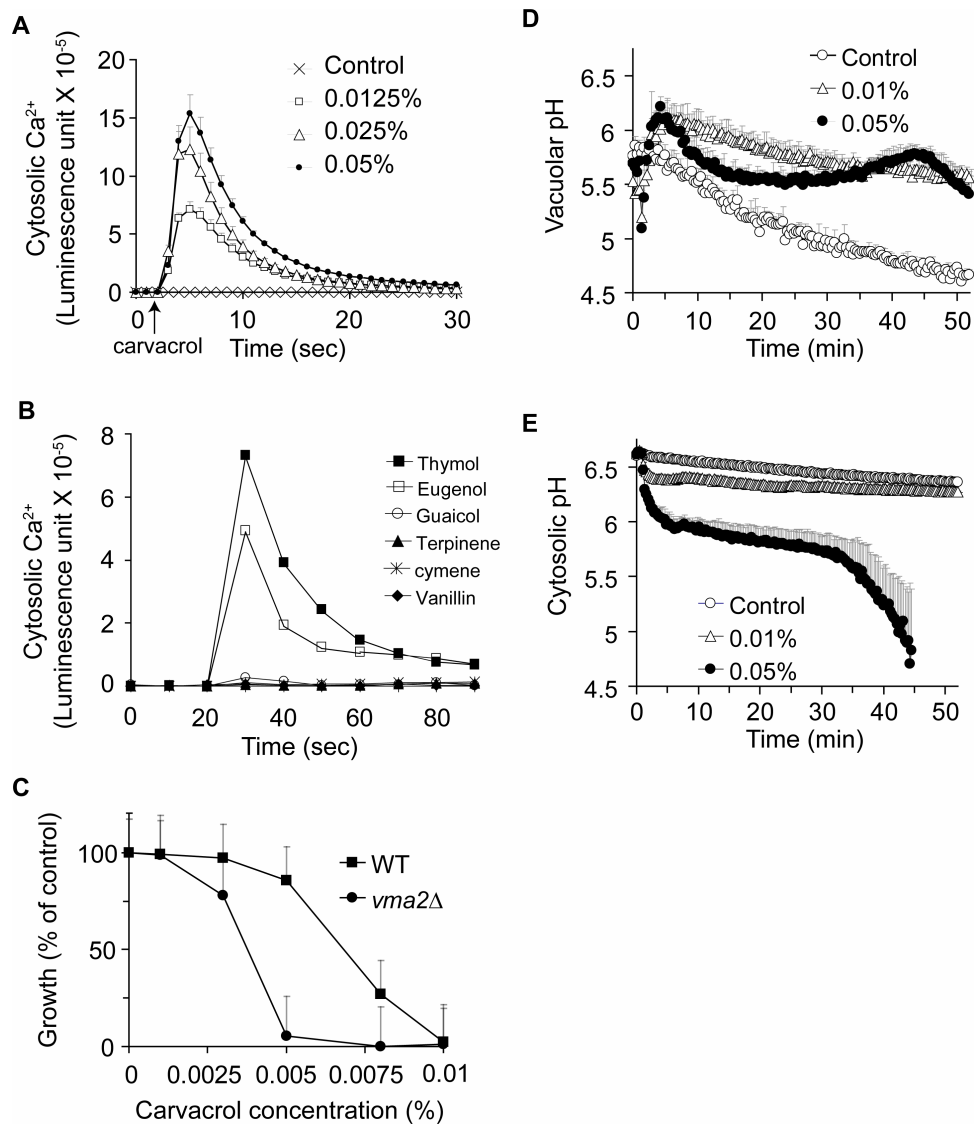 A
Cytosolic Ca²⁺
(Luminescence unit X 10⁻⁵)
20
15
10
5
0
Control
0.0125%
0.025%
0.05%
0
10
20
30
carvacrol
Time (sec)
B
Cytosolic Ca²⁺
(Luminescence unit X 10⁻⁵)
8
6
4
2
0
Thymol
Eugenol
Guaicol
Terpinene
cymene
Vanillin
0
20
40
60
80
Time (sec)
C
Growth (% of control)
100
50
0
WT
vma2Δ
0
0.0025
0.005
0.0075
0.01
Carvacrol concentration (%)
D
Vacuolar pH
6.5
6
5.5
5
4.5
Control
0.01%
0.05%
0
10
20
30
40
50
Time (min)
E
Cytosolic pH
6.5
6
5.5
5
4.5
Control
0.01%
0.05%
0
10
20
30
40
50
Time (min)